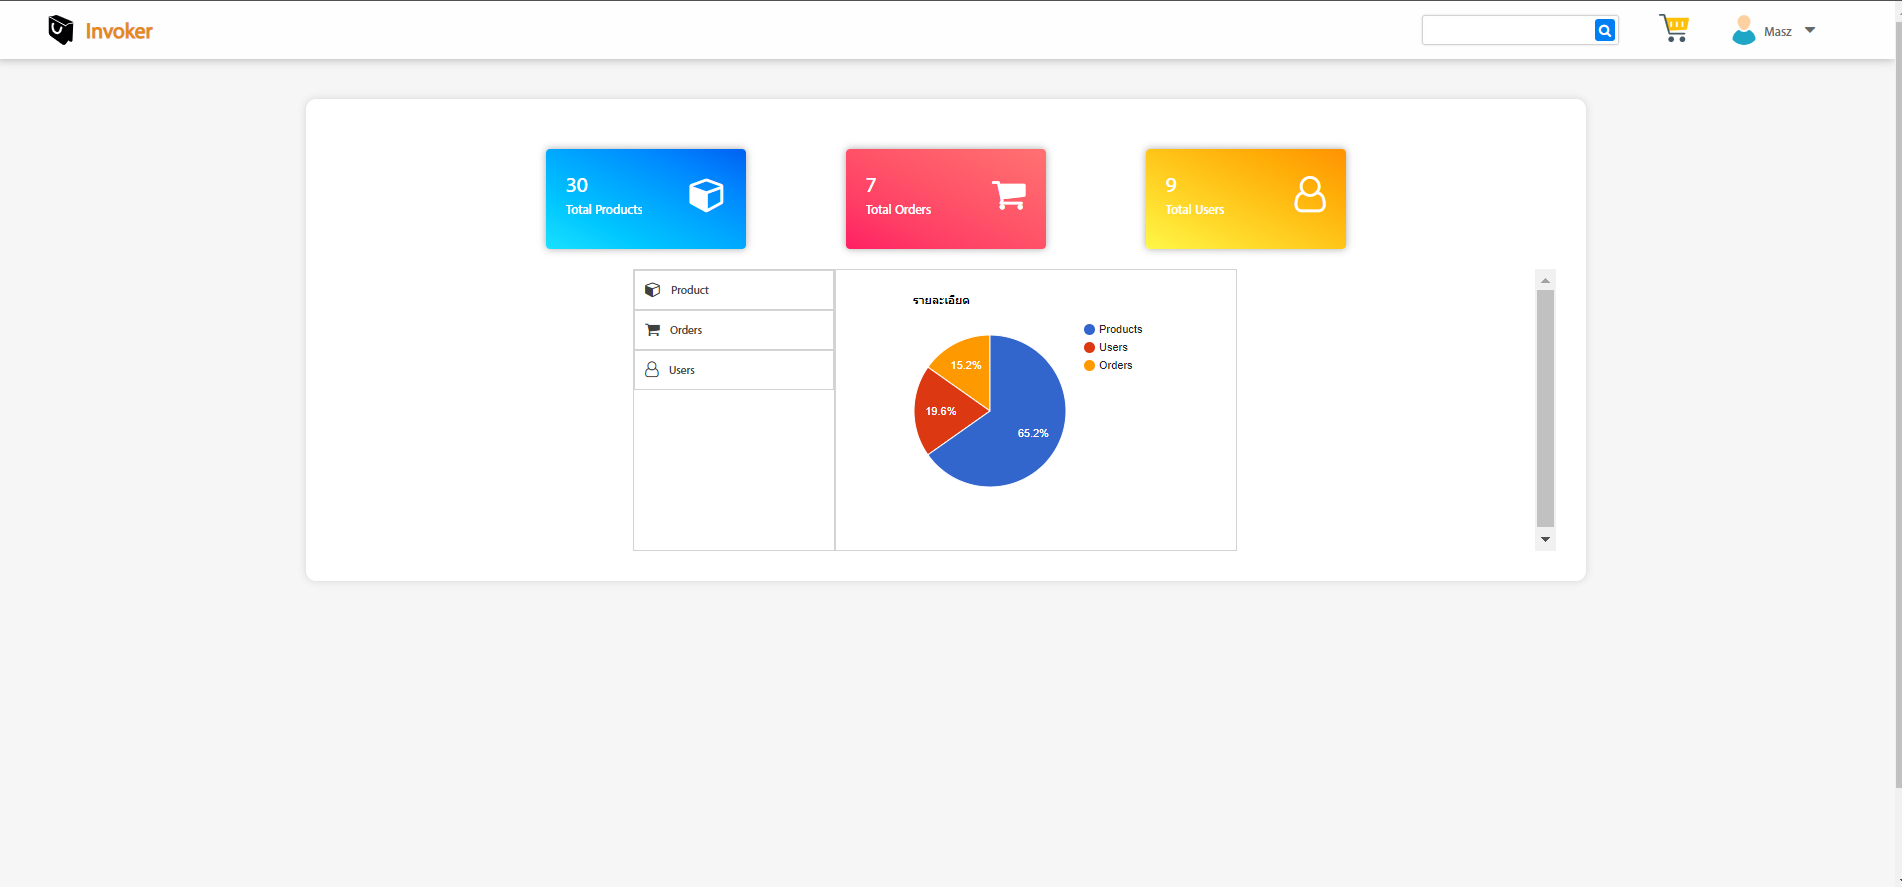 Invoker
Masz
30
Total Products
7
Total Orders
9
Total Users
Product
Orders
Users
รายละเอียด
Products
Users
Orders
15.2%
19.6%
65.2%